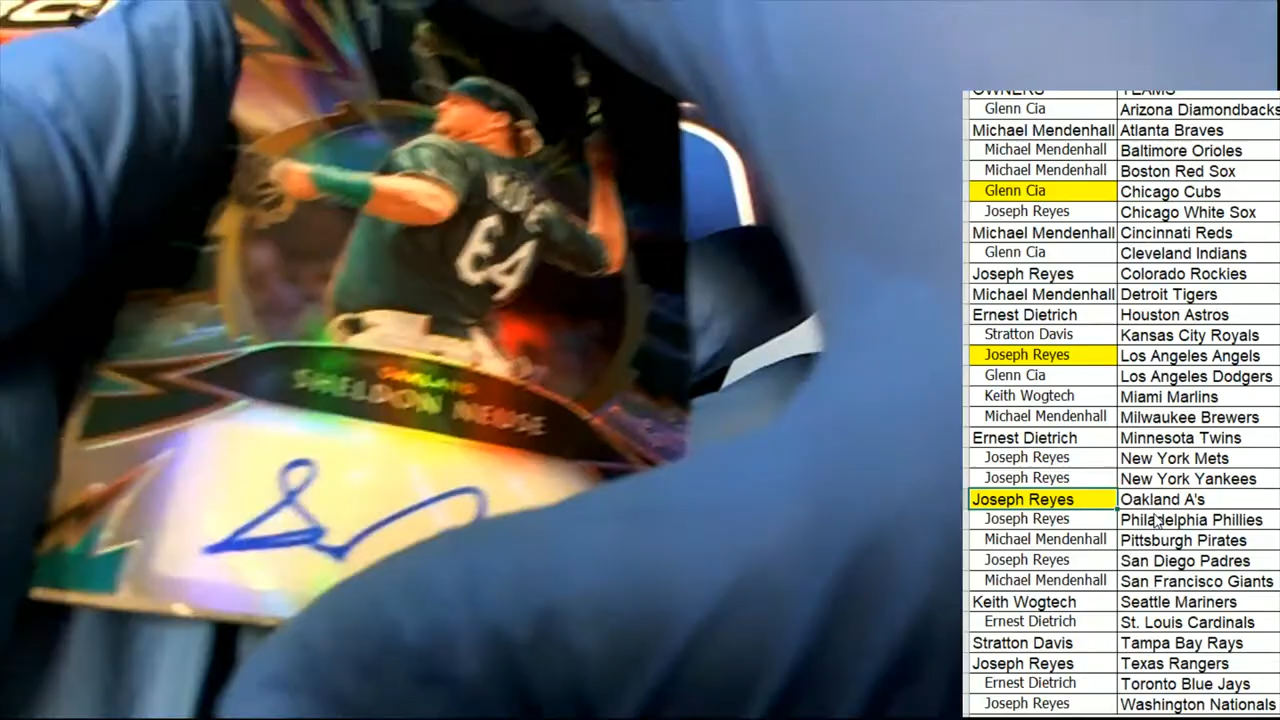 64
OAKLAND
SHELDON NEUSE
OWNERS TEAMS
Glenn Cia Arizona Diamondbacks
Michael Mendenhall Atlanta Braves
Michael Mendenhall Baltimore Orioles
Michael Mendenhall Boston Red Sox
Glenn Cia Chicago Cubs
Joseph Reyes Chicago White Sox
Michael Mendenhall Cincinnati Reds
Glenn Cia Cleveland Indians
Joseph Reyes Colorado Rockies
Michael Mendenhall Detroit Tigers
Ernest Dietrich Houston Astros
Stratton Davis Kansas City Royals
Joseph Reyes Los Angeles Angels
Glenn Cia Los Angeles Dodgers
Keith Wogtech Miami Marlins
Michael Mendenhall Milwaukee Brewers
Ernest Dietrich Minnesota Twins
Joseph Reyes New York Mets
Joseph Reyes New York Yankees
Joseph Reyes Oakland A's
Joseph Reyes Philadelphia Phillies
Michael Mendenhall Pittsburgh Pirates
Joseph Reyes San Diego Padres
Michael Mendenhall San Francisco Giants
Keith Wogtech Seattle Mariners
Ernest Dietrich St. Louis Cardinals
Stratton Davis Tampa Bay Rays
Joseph Reyes Texas Rangers
Ernest Dietrich Toronto Blue Jays
Joseph Reyes Washington Nationals